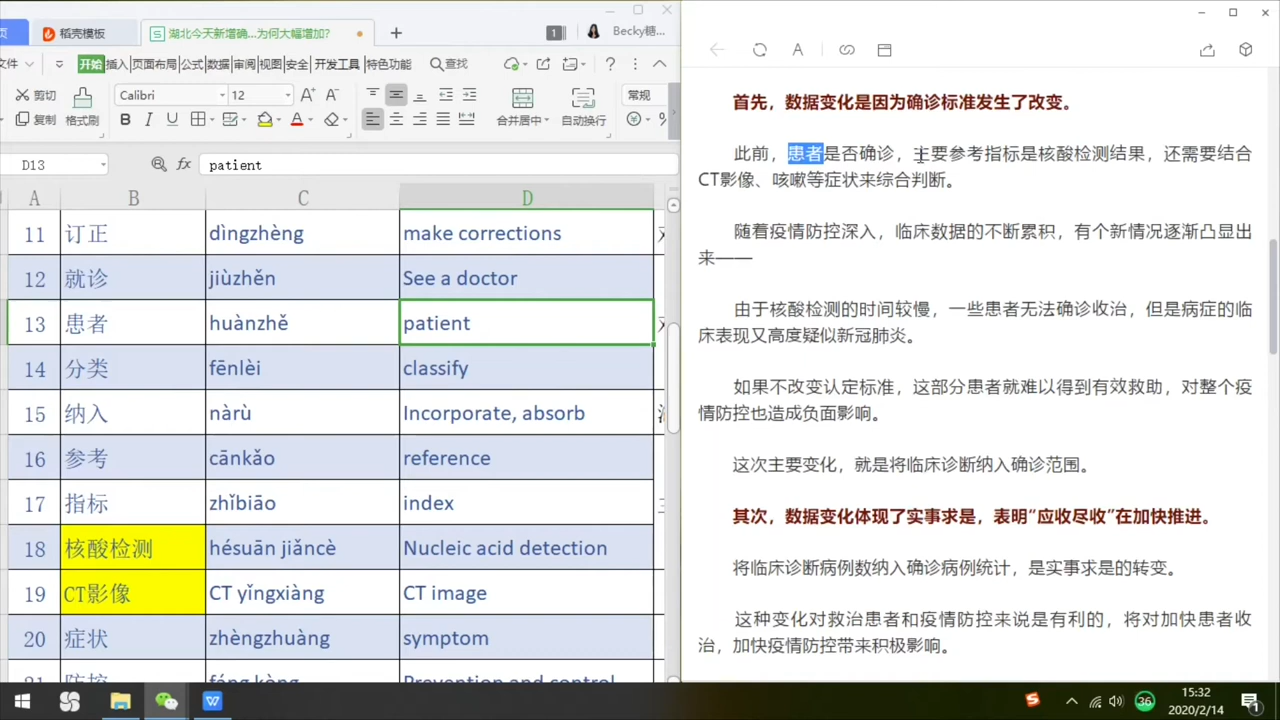 页 稻壳模板 湖北今天新增确...为何大幅增加? 1 Becky糖...
文件 开始 插入 页面布局 公式 数据 审阅 视图 安全 开发工具 特色功能 查找
剪切 复制 格式刷 Calibri 12 B I U A 合并居中 自动换行 常规
D13 fx patient
A B C D
11 订正 dìngzhèng make corrections
12 就诊 jiùzhěn See a doctor
13 患者 huànzhě patient
14 分类 fēnlèi classify
15 纳入 nàrù Incorporate, absorb
16 参考 cānkǎo reference
17 指标 zhǐbiāo index
18 核酸检测 hésuān jiǎncè Nucleic acid detection
19 CT影像 CT yǐngxiàng CT image
20 症状 zhèngzhuàng symptom
21 防控 fáng kòng Prevention and control
首先，数据变化是因为确诊标准发生了改变。
此前，患者是否确诊，主要参考指标是核酸检测结果，还需要结合
CT影像、咳嗽等症状来综合判断。
随着疫情防控深入，临床数据的不断累积，有个新情况逐渐凸显出
来——
由于核酸检测的时间较慢，一些患者无法确诊收治，但是病症的临
床表现又高度疑似新冠肺炎。
如果不改变认定标准，这部分患者就难以得到有效救助，对整个疫
情防控也造成负面影响。
这次主要变化，就是将临床诊断纳入确诊范围。
其次，数据变化体现了实事求是，表明“应收尽收”在加快推进。
将临床诊断病例数纳入确诊病例统计，是实事求是的转变。
这种变化对救治患者和疫情防控来说是有利的，将对加快患者收
治，加快疫情防控带来积极影响。
36 15:32
2020/2/14 1